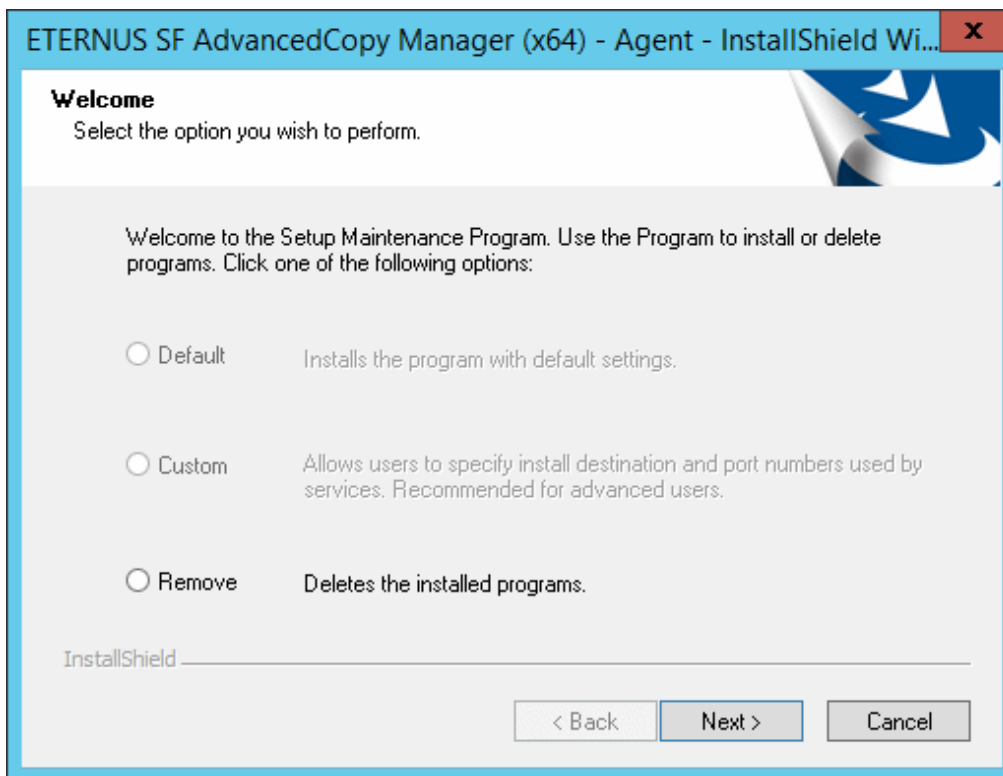 ETERNUS SF AdvancedCopy Manager (x64) - Agent - InstallShield Wi...
x
Welcome
Select the option you wish to perform.
Welcome to the Setup Maintenance Program. Use the Program to install or delete
programs. Click one of the following options:
Default Installs the program with default settings.
Custom Allows users to specify install destination and port numbers used by
services. Recommended for advanced users.
Remove Deletes the installed programs.
InstallShield
< Back Next > Cancel